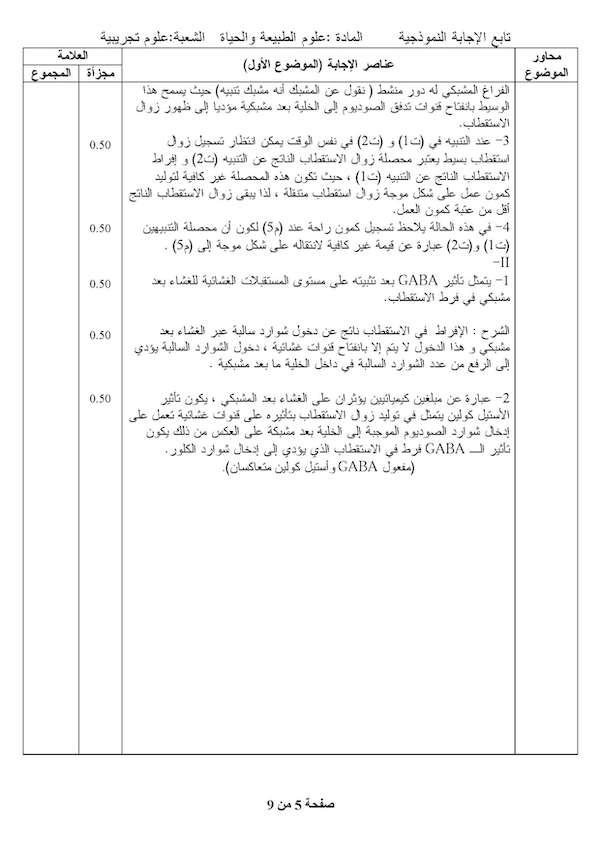 تابع الإجابة النموذجية المادة :علوم الطبيعة والحياة الشعبة:علوم تجريبية
محاور الموضوع
عناصر الإجابة (الموضوع الأول)
العلامة
مجزأة
المجموع
الفراغ المشبكي له دور منشط ( نقول عن المشبك أنه مشبك تنبيه) حيث يسمح هذا
الوسيط بانفتاح قنوات تدفق الصوديوم إلى الخلية بعد مشبكية مؤديا إلى ظهور زوال
الاستقطاب.
3– عند التنبيه في (ت1) و (ت2) في نفس الوقت يمكن انتظار تسجيل زوال
0.50
استقطاب بسيط يعتبر محصلة زوال الاستقطاب الناتج عن التنبيه (ت2) و إفراط
الاستقطاب الناتج عن التنبيه (ت1) ، حيث تكون هذه المحصلة غير كافية لتوليد
كمون عمل على شكل موجة زوال استقطاب متنقلة ، لذا يبقى زوال الاستقطاب الناتج
أقل من عتبة كمون العمل.
4– في هذه الحالة يلاحظ تسجيل كمون راحة عند (م5) لكون أن محصلة التنبيهين
0.50
(ت1) و(ت2) عبارة عن قيمة غير كافية لانتقاله على شكل موجة إلى (م5) .
II–
1– يتمثل تأثير GABA بعد تثبيته على مستوى المستقبلات الغشائية للغشاء بعد
0.50
مشبكي في فرط الاستقطاب.
الشرح : الإفراط في الاستقطاب ناتج عن دخول شوارد سالبة عبر الغشاء بعد
0.50
مشبكي و هذا الدخول لا يتم إلا بانفتاح قنوات غشائية ، دخول الشوارد السالبة يؤدي
إلى الرفع من عدد الشوارد السالبة في داخل الخلية ما بعد مشبكية .
2– عبارة عن مبلغين كيميائيين يؤثران على الغشاء بعد المشبكي ، يكون تأثير
0.50
الأستيل كولين يتمثل في توليد زوال الاستقطاب بتأثيره على قنوات غشائية تعمل على
إدخال شوارد الصوديوم الموجبة إلى الخلية بعد مشبكة على العكس من ذلك يكون
تأثير الـــ GABA فرط في الاستقطاب الذي يؤدي إلى إدخال شوارد الكلور.
(مفعول GABA وأستيل كولين متعاكسان).
صفحة 5 من 9